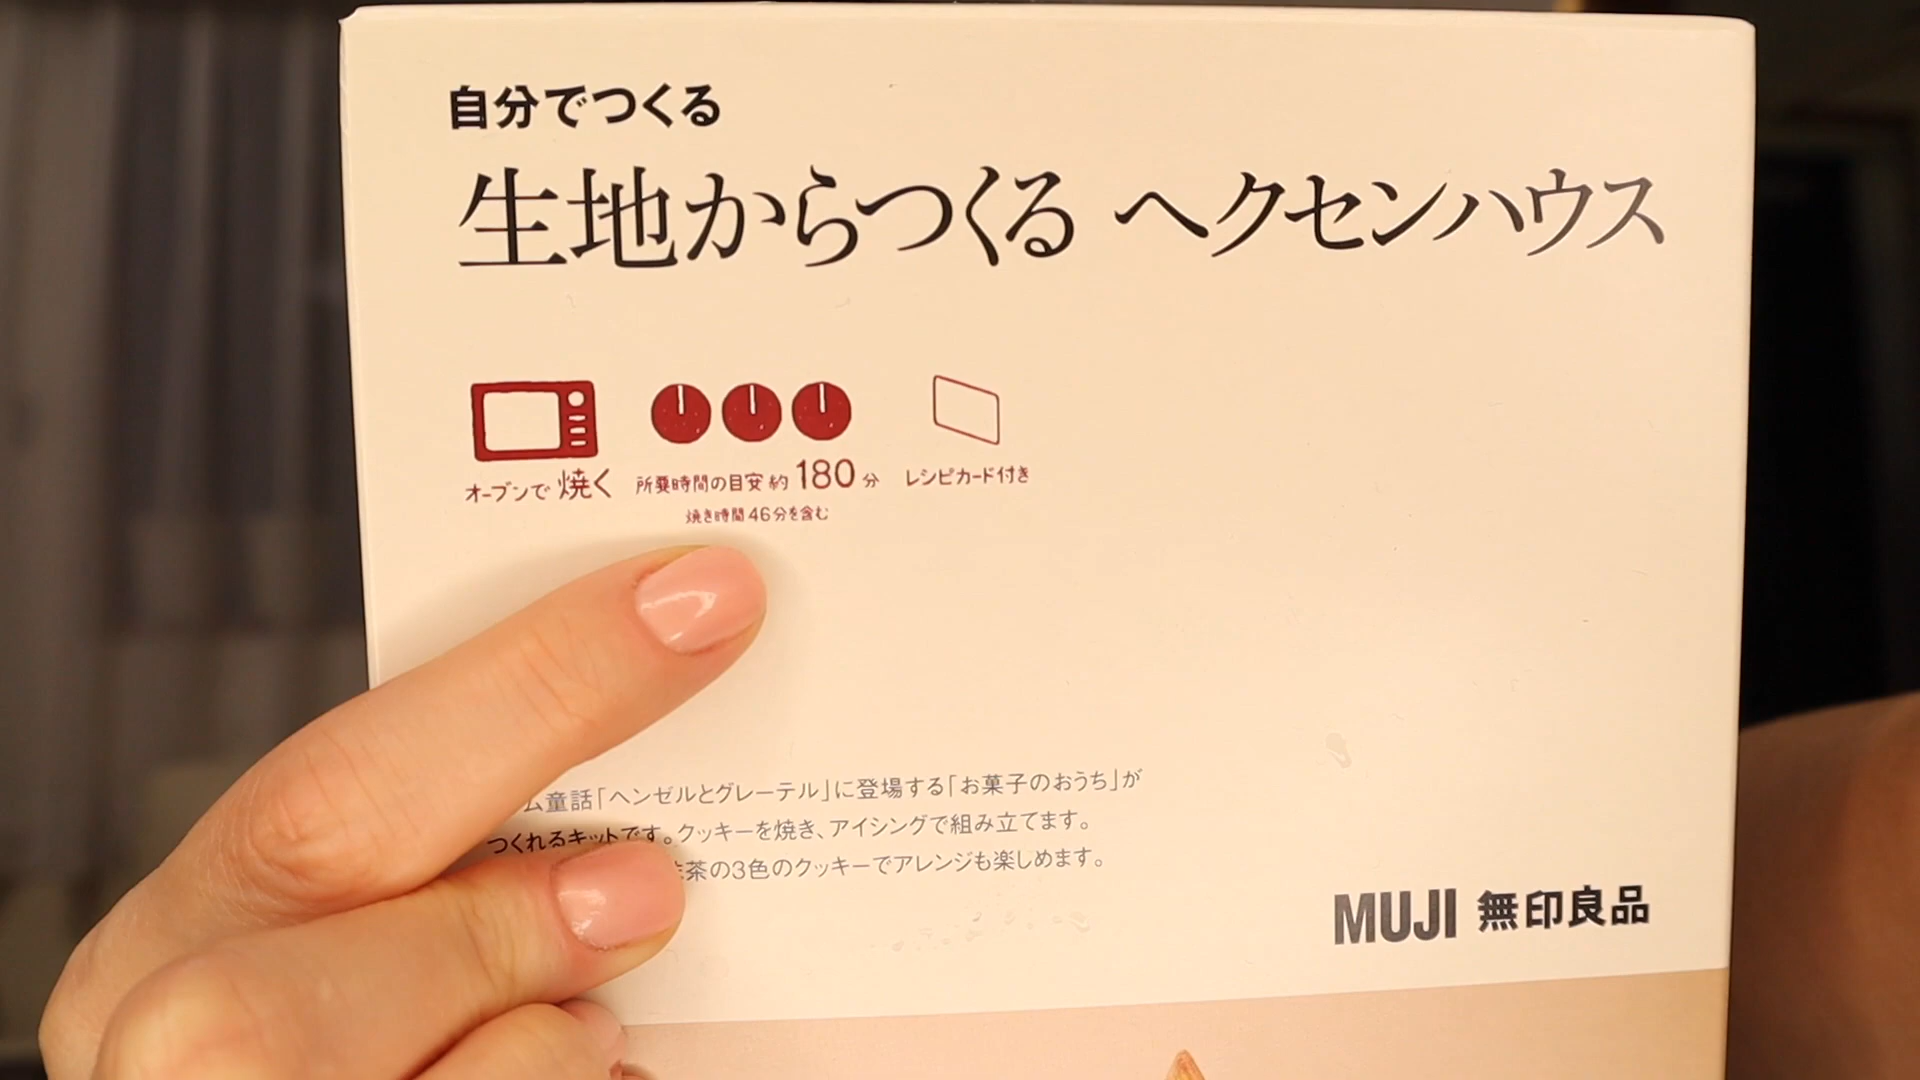 自分でつくる
生地からつくる ヘクセンハウス
オーブンで 焼く
所要時間の目安 約 180 分
焼き時間 46分を含む
レシピカード付き
ム童話「ヘンゼルとグレーテル」に登場する「お菓子のおうち」が
つくれるキットです。クッキーを焼き、アイシングで組み立てます。
茶の3色のクッキーでアレンジも楽しめます。
MUJI 無印良品